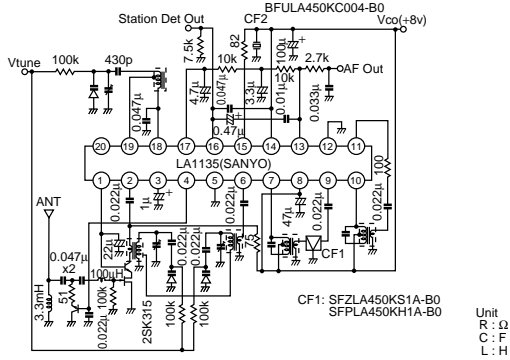 Station Det Out
BFULA450KC004-B0
CF2
Vco(+8v)
Vtune
100k
430p
7.5k
82
100μ
+
2.7k
10k
10k
AF Out
0.047μ
4.7μ
0.047μ
3.3μ
0.01μ
0.033μ
0.47μ
+
20
19
18
17
16
15
14
13
12
11
LA1135(SANYO)
1
2
3
4
5
6
7
8
9
10
100
ANT
0.022μ
1μ
+
0.022μ
0.022μ
47μ
0.022μ
0.022μ
22μ
0.022μ
0.022μ
75
0.047μ
x2
100μH
CF1
3.3mH
51
0.022μ
100k
2SK315
100k
100k
CF1: SFZLA450KS1A-B0
SFPLA450KH1A-B0
Unit
R : Ω
C : F
L : H